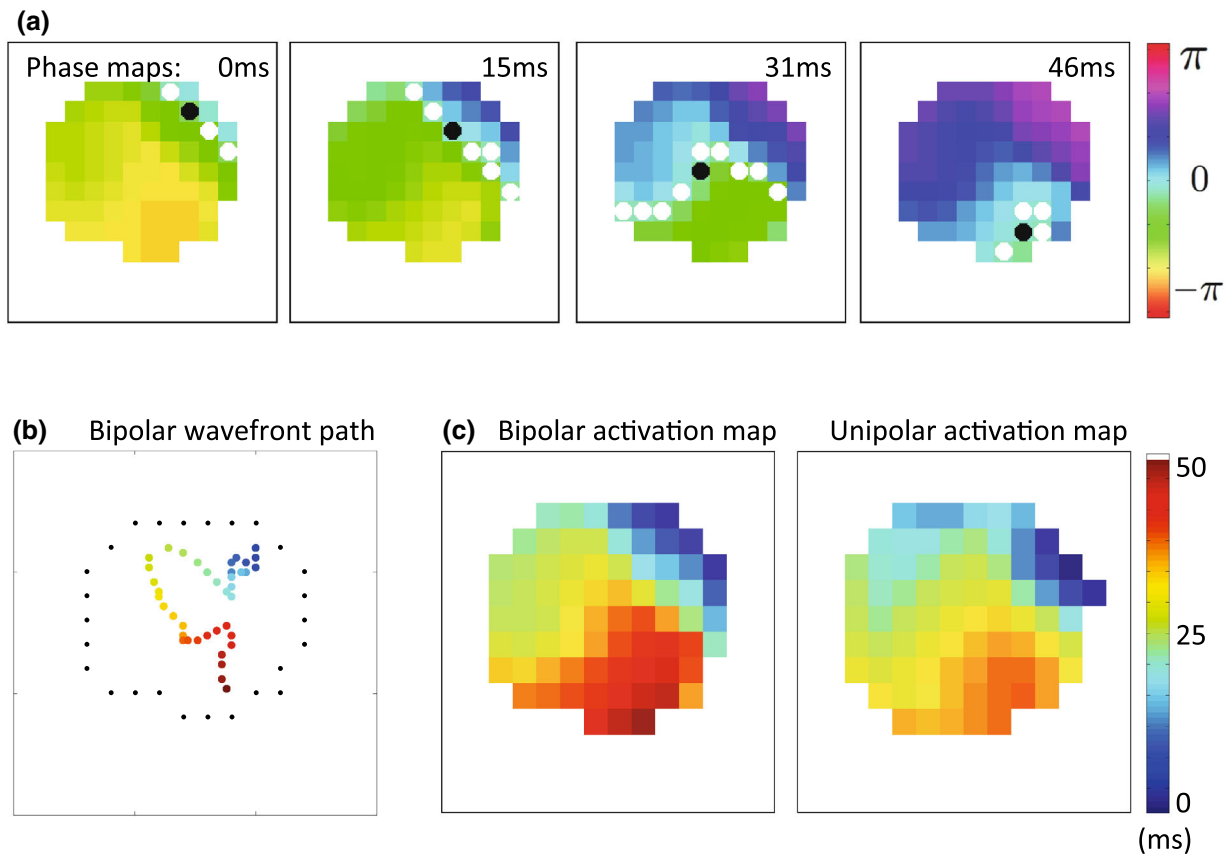 (a)
Phase maps: 0ms
15ms
31ms
46ms
π
0
−π
(b) Bipolar wavefront path
(c) Bipolar activation map
Unipolar activation map
50
25
0
(ms)